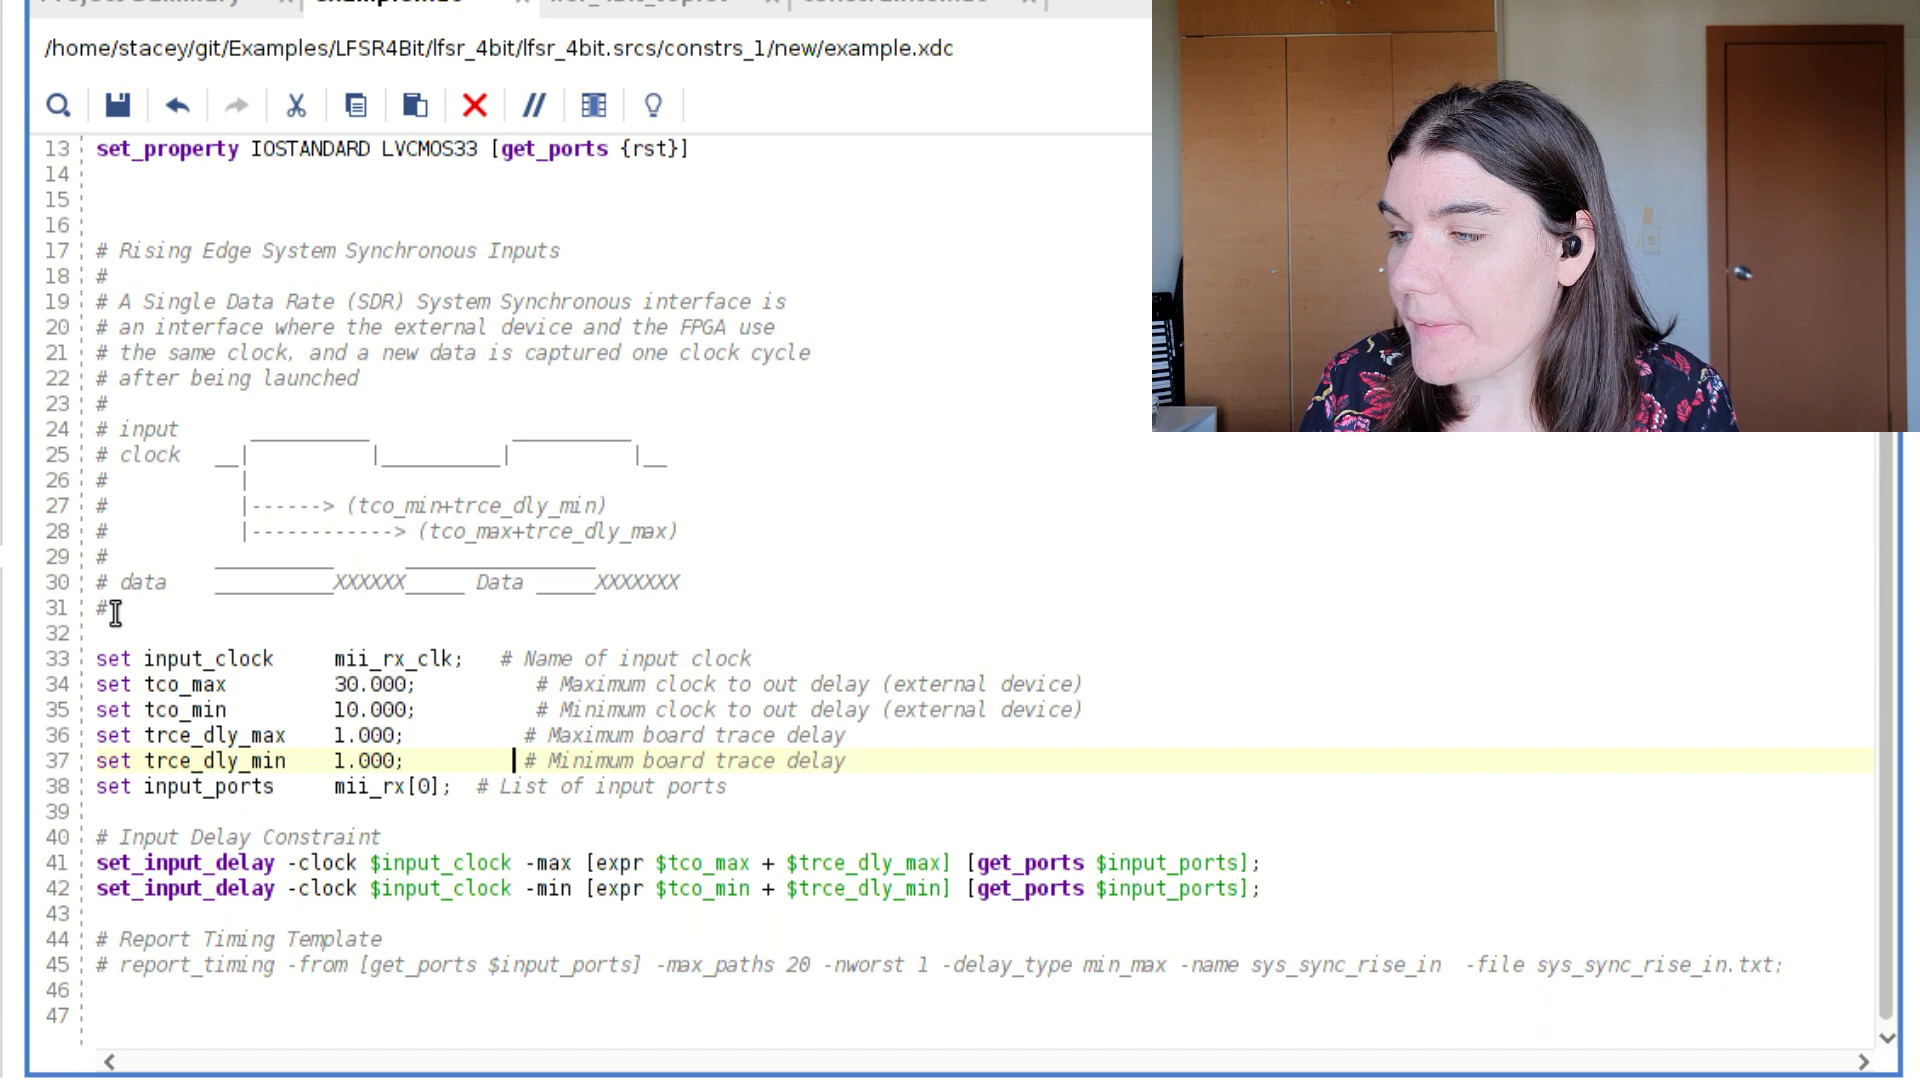 /home/stacey/git/Examples/LFSR4Bit/lfsr_4bit/lfsr_4bit.srcs/constrs_1/new/example.xdc
13 set_property IOSTANDARD LVCMOS33 [get_ports {rst}]
14
15
16
17 # Rising Edge System Synchronous Inputs
18 #
19 # A Single Data Rate (SDR) System Synchronous interface is
20 # an interface where the external device and the FPGA use
21 # the same clock, and a new data is captured one clock cycle
22 # after being launched
23 #
24 # input      __________            __________
25 # clock   __|          |__________|          |__
26 #           |
27 #           |------> (tco_min+trce_dly_min)
28 #           |------------> (tco_max+trce_dly_max)
29 #         __________      ________________
30 # data    __________XXXXXX_____ Data _____XXXXXXX
31 #
32
33 set input_clock     mii_rx_clk;   # Name of input clock
34 set tco_max         30.000;          # Maximum clock to out delay (external device)
35 set tco_min         10.000;          # Minimum clock to out delay (external device)
36 set trce_dly_max    1.000;          # Maximum board trace delay
37 set trce_dly_min    1.000;          # Minimum board trace delay
38 set input_ports     mii_rx[0];  # List of input ports
39
40 # Input Delay Constraint
41 set_input_delay -clock $input_clock -max [expr $tco_max + $trce_dly_max] [get_ports $input_ports];
42 set_input_delay -clock $input_clock -min [expr $tco_min + $trce_dly_min] [get_ports $input_ports];
43
44 # Report Timing Template
45 # report_timing -from [get_ports $input_ports] -max_paths 20 -nworst 1 -delay_type min_max -name sys_sync_rise_in  -file sys_sync_rise_in.txt;
46
47